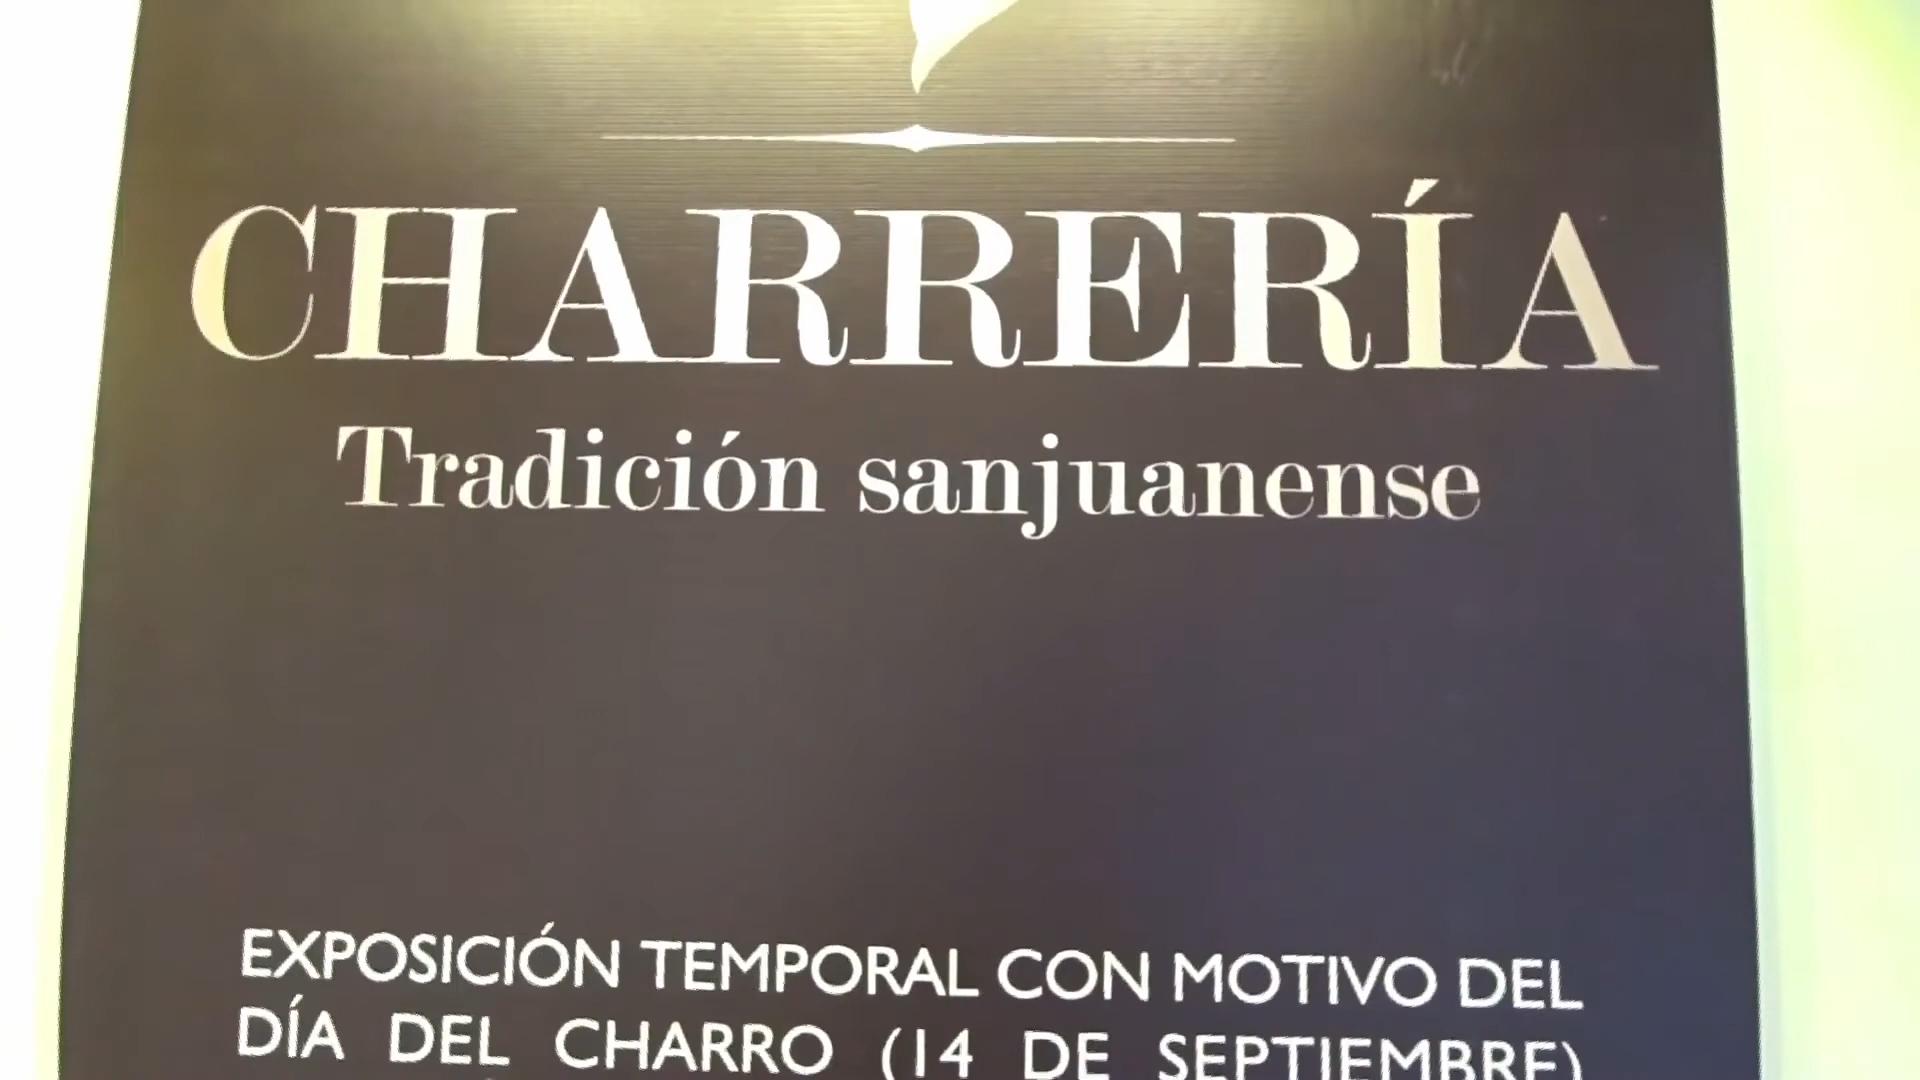 CHARRERÍA
Tradición sanjuanense
EXPOSICIÓN TEMPORAL CON MOTIVO DEL
DÍA DEL CHARRO (14 DE SEPTIEMBRE)